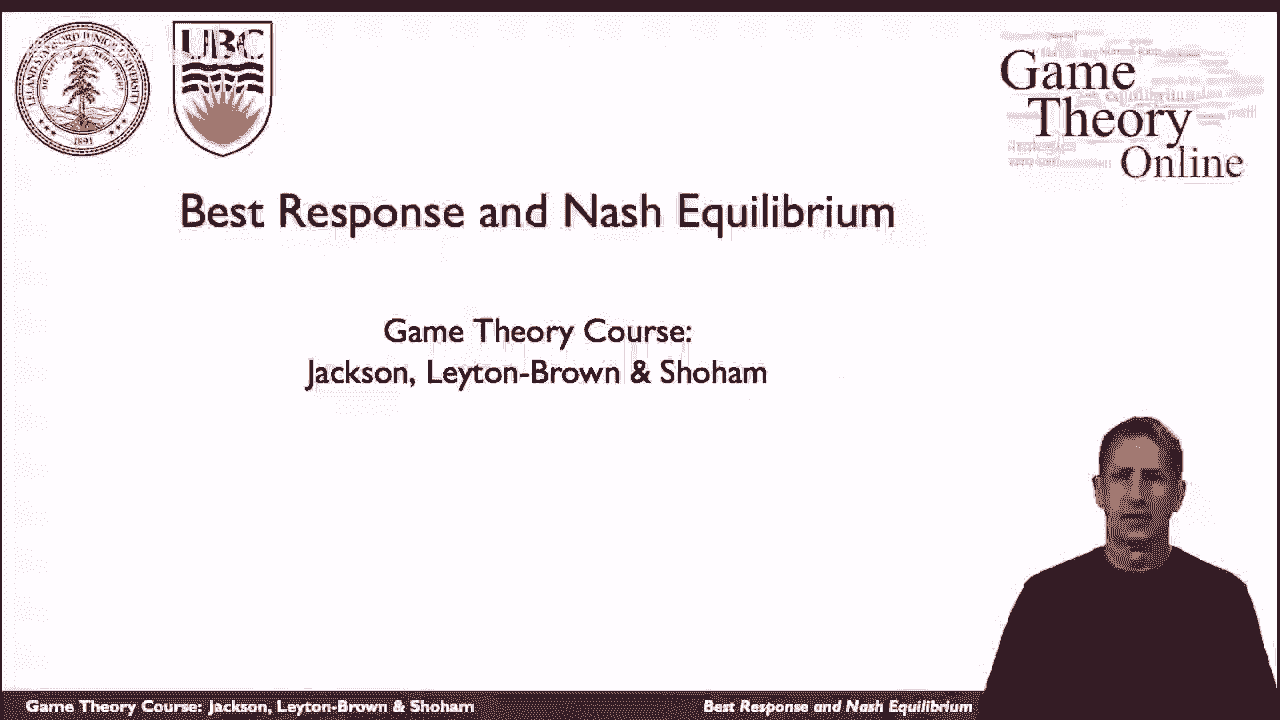 UBC
1891
Game
Theory
Online
Best Response and Nash Equilibrium
Game Theory Course:
Jackson, Leyton-Brown & Shoham
Game Theory Course: Jackson, Leyton-Brown & Shoham
Best Response and Nash Equilibrium